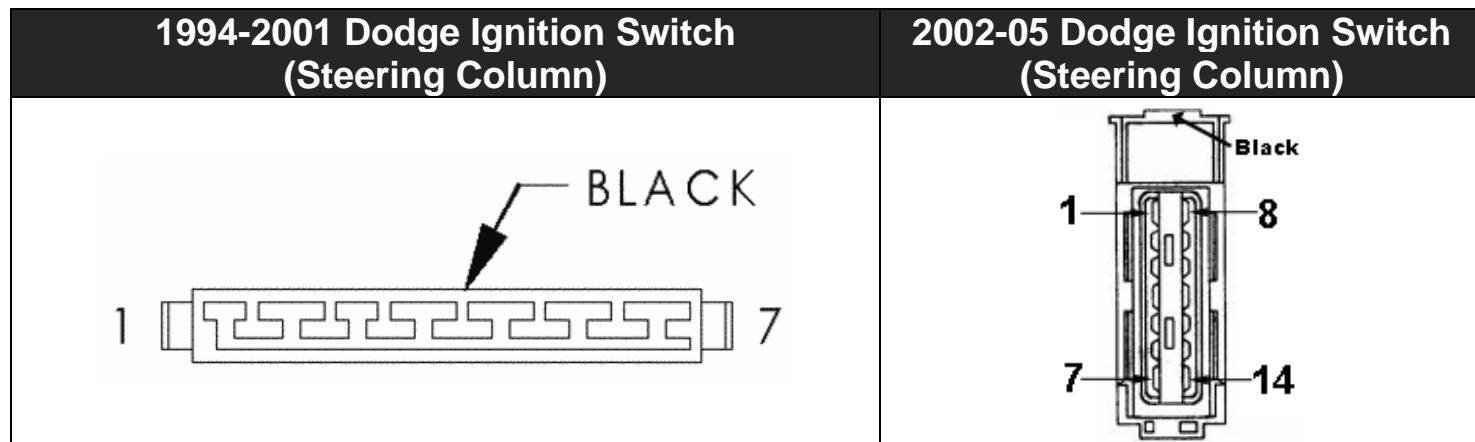 1994-2001 Dodge Ignition Switch
(Steering Column)
2002-05 Dodge Ignition Switch
(Steering Column)
BLACK
1
7
Black
1
8
7
14